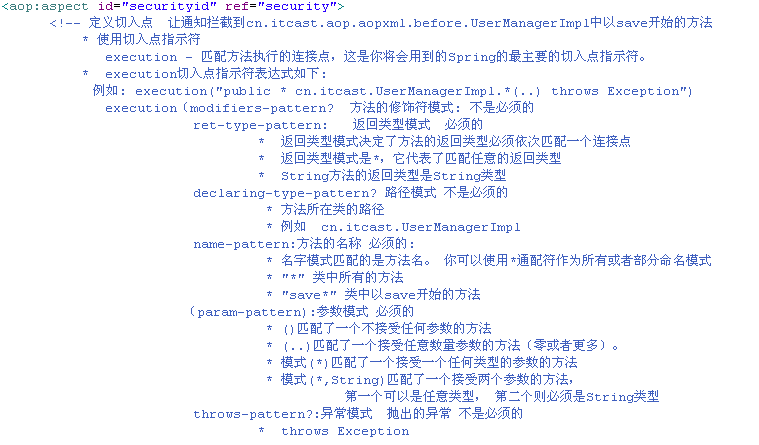 <aop:aspect id="securityid" ref="security">
<!-- 定义切入点  让通知拦截到cn.itcast.aop.aopxml.before.UserManagerImpl中以save开始的方法
* 使用切入点指示符
execution - 匹配方法执行的连接点，这是你将会用到的Spring的最主要的切入点指示符。
* execution切入点指示符表达式如下:
例如: execution("public * cn.itcast.UserManagerImpl.*(..) throws Exception")
execution（modifiers-pattern?  方法的修饰符模式: 不是必须的
ret-type-pattern:   返回类型模式  必须的
* 返回类型模式决定了方法的返回类型必须依次匹配一个连接点
* 返回类型模式是*，它代表了匹配任意的返回类型
* String方法的返回类型是String类型
declaring-type-pattern? 路径模式 不是必须的
* 方法所在类的路径
* 例如  cn.itcast.UserManagerImpl
name-pattern:方法的名称 必须的:
* 名字模式匹配的是方法名。 你可以使用*通配符作为所有或者部分命名模式
* "*" 类中所有的方法
* "save*" 类中以save开始的方法
（param-pattern):参数模式 必须的
* ()匹配了一个不接受任何参数的方法
* (..)匹配了一个接受任意数量参数的方法（零或者更多）。
* 模式(*)匹配了一个接受一个任何类型的参数的方法
* 模式(*,String)匹配了一个接受两个参数的方法，
第一个可以是任意类型， 第二个则必须是String类型
throws-pattern?:异常模式  抛出的异常 不是必须的
* throws Exception